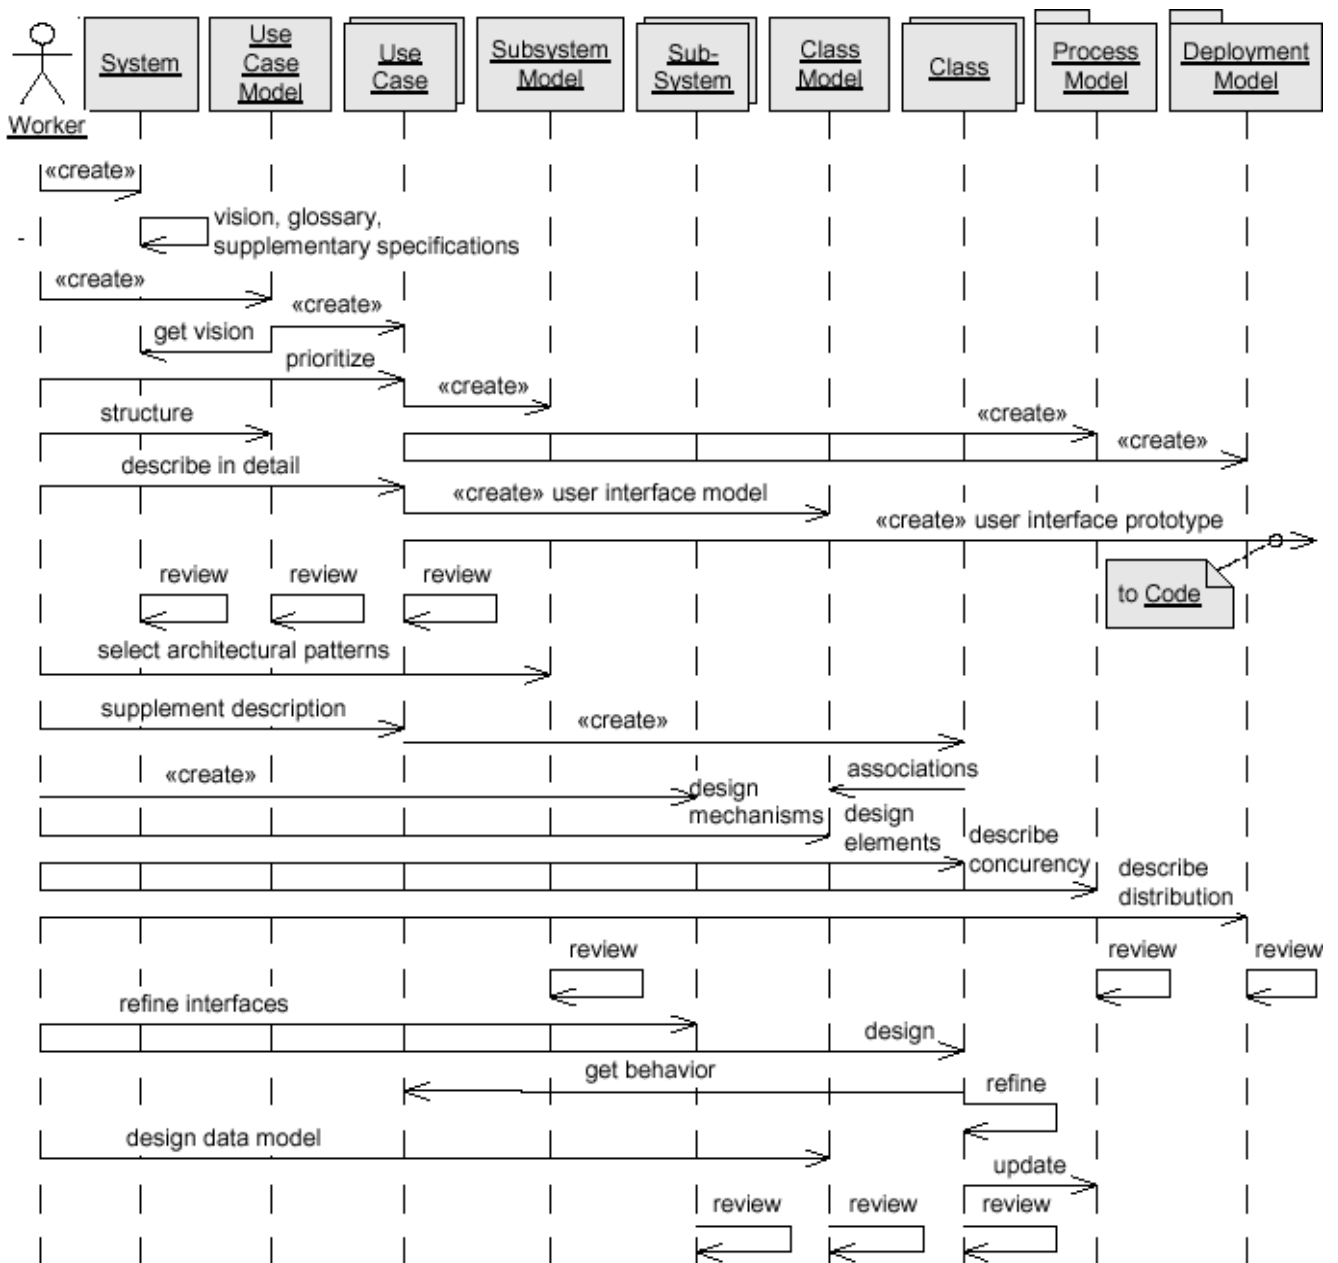 System
Use
Case
Model
Use
Case
Subsystem
Model
Sub-
System
Class
Model
Class
Process
Model
Deployment
Model
Worker
«create»
vision, glossary,
supplementary specifications
«create»
«create»
get vision
prioritize
«create»
structure
«create»
«create»
describe in detail
«create» user interface model
«create» user interface prototype
review
review
review
to Code
select architectural patterns
supplement description
«create»
«create»
associations
design
mechanisms
design
elements
describe
concurency
describe
distribution
review
review
review
refine interfaces
design
get behavior
refine
design data model
update
review
review
review